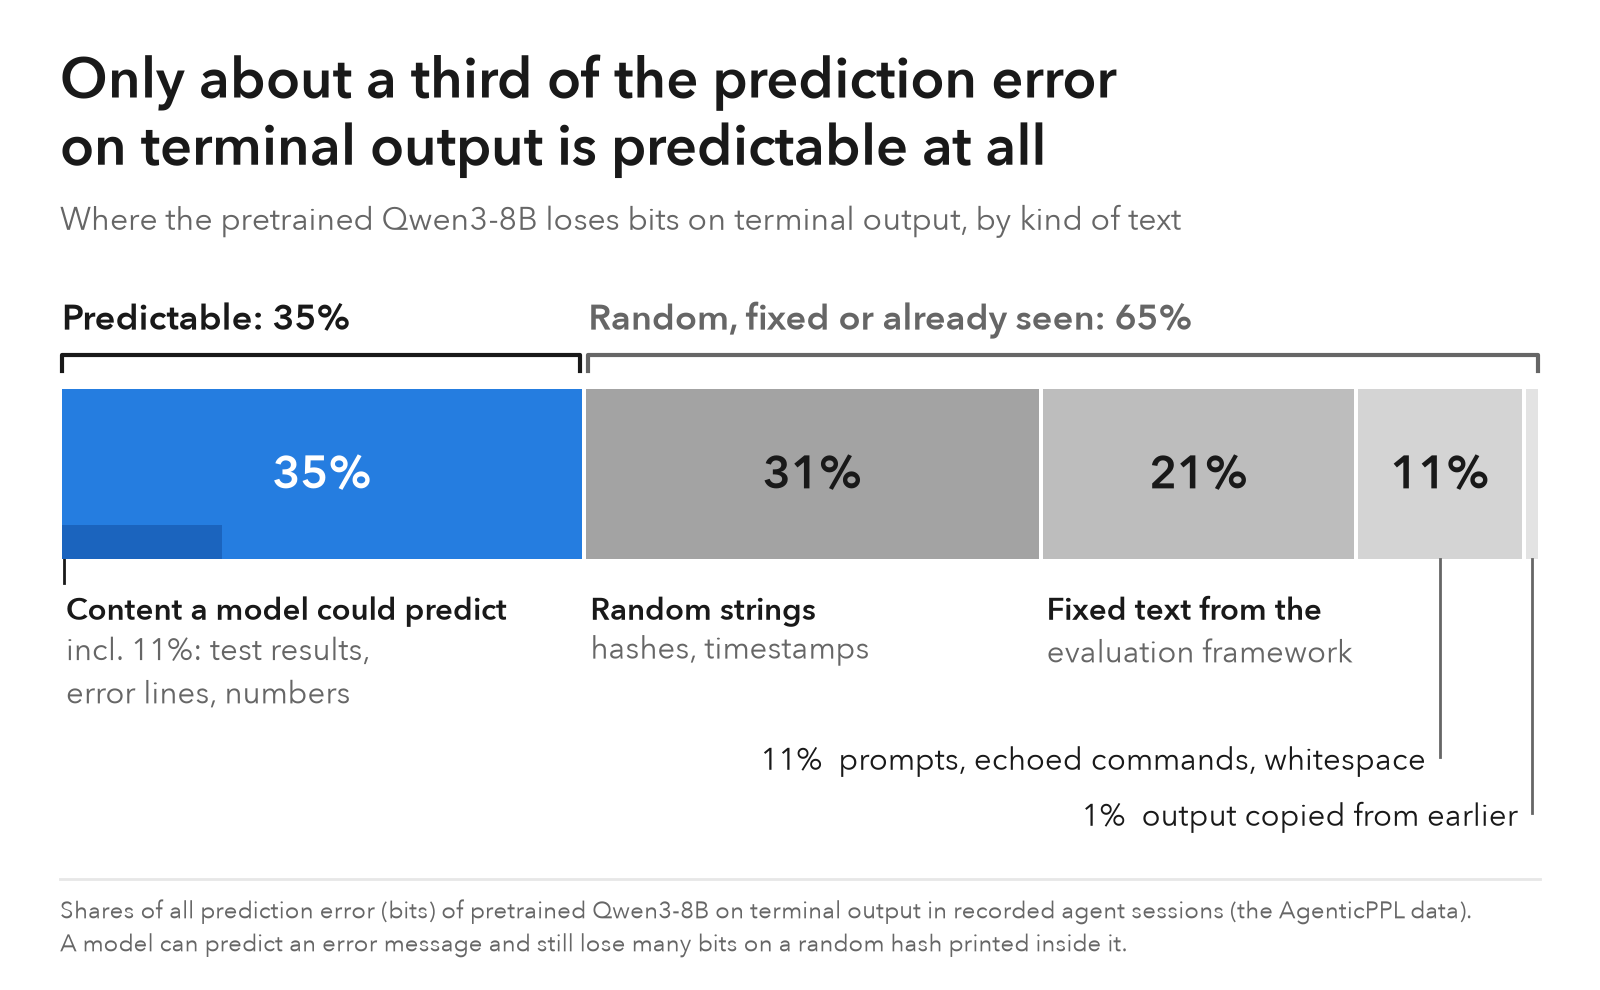 Only about a third of the prediction error
on terminal output is predictable at all
Where the pretrained Qwen3-8B loses bits on terminal output, by kind of text
Predictable: 35%
Random, fixed or already seen: 65%
35%
31%
21%
11%
Content a model could predict
incl. 11%: test results,
error lines, numbers
Random strings
hashes, timestamps
Fixed text from the
evaluation framework
11% prompts, echoed commands, whitespace
1% output copied from earlier
Shares of all prediction error (bits) of pretrained Qwen3-8B on terminal output in recorded agent sessions (the AgenticPPL data).
A model can predict an error message and still lose many bits on a random hash printed inside it.